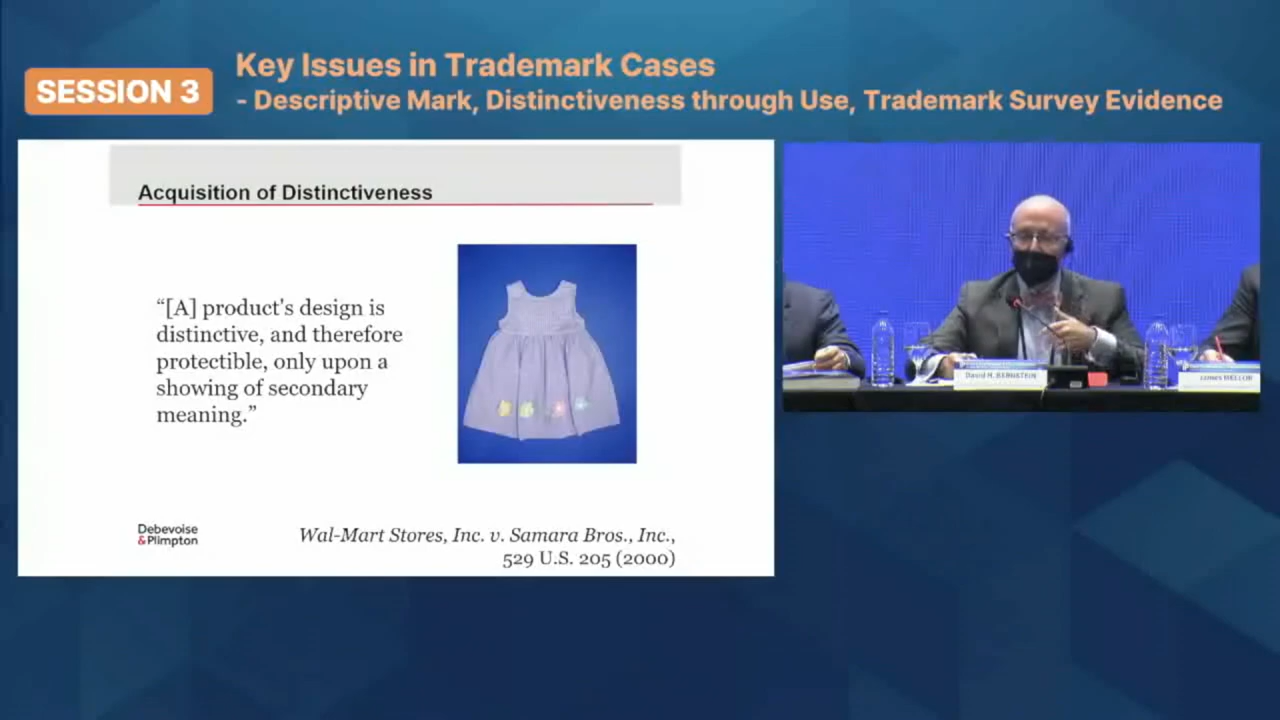 SESSION 3
Key Issues in Trademark Cases
- Descriptive Mark, Distinctiveness through Use, Trademark Survey Evidence
Acquisition of Distinctiveness
“[A] product's design is
distinctive, and therefore
protectible, only upon a
showing of secondary
meaning.”
Debevoise
&Plimpton
Wal-Mart Stores, Inc. v. Samara Bros., Inc.,
529 U.S. 205 (2000)
David H. BERNSTEIN
James MELLOR